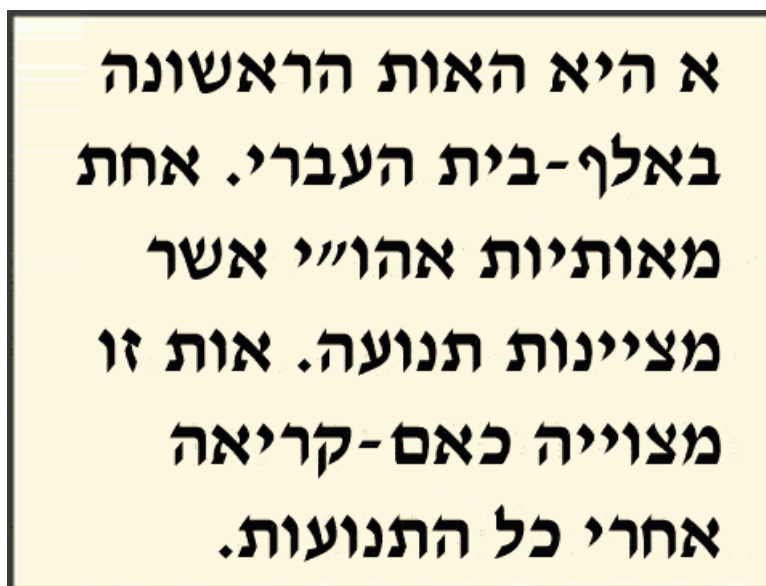 א היא האות הראשונה
באלף-בית העברי. אחת
מאותיות אהו״י אשר
מציינות תנועה. אות זו
מצוייה כאם-קריאה
אחרי כל התנועות.